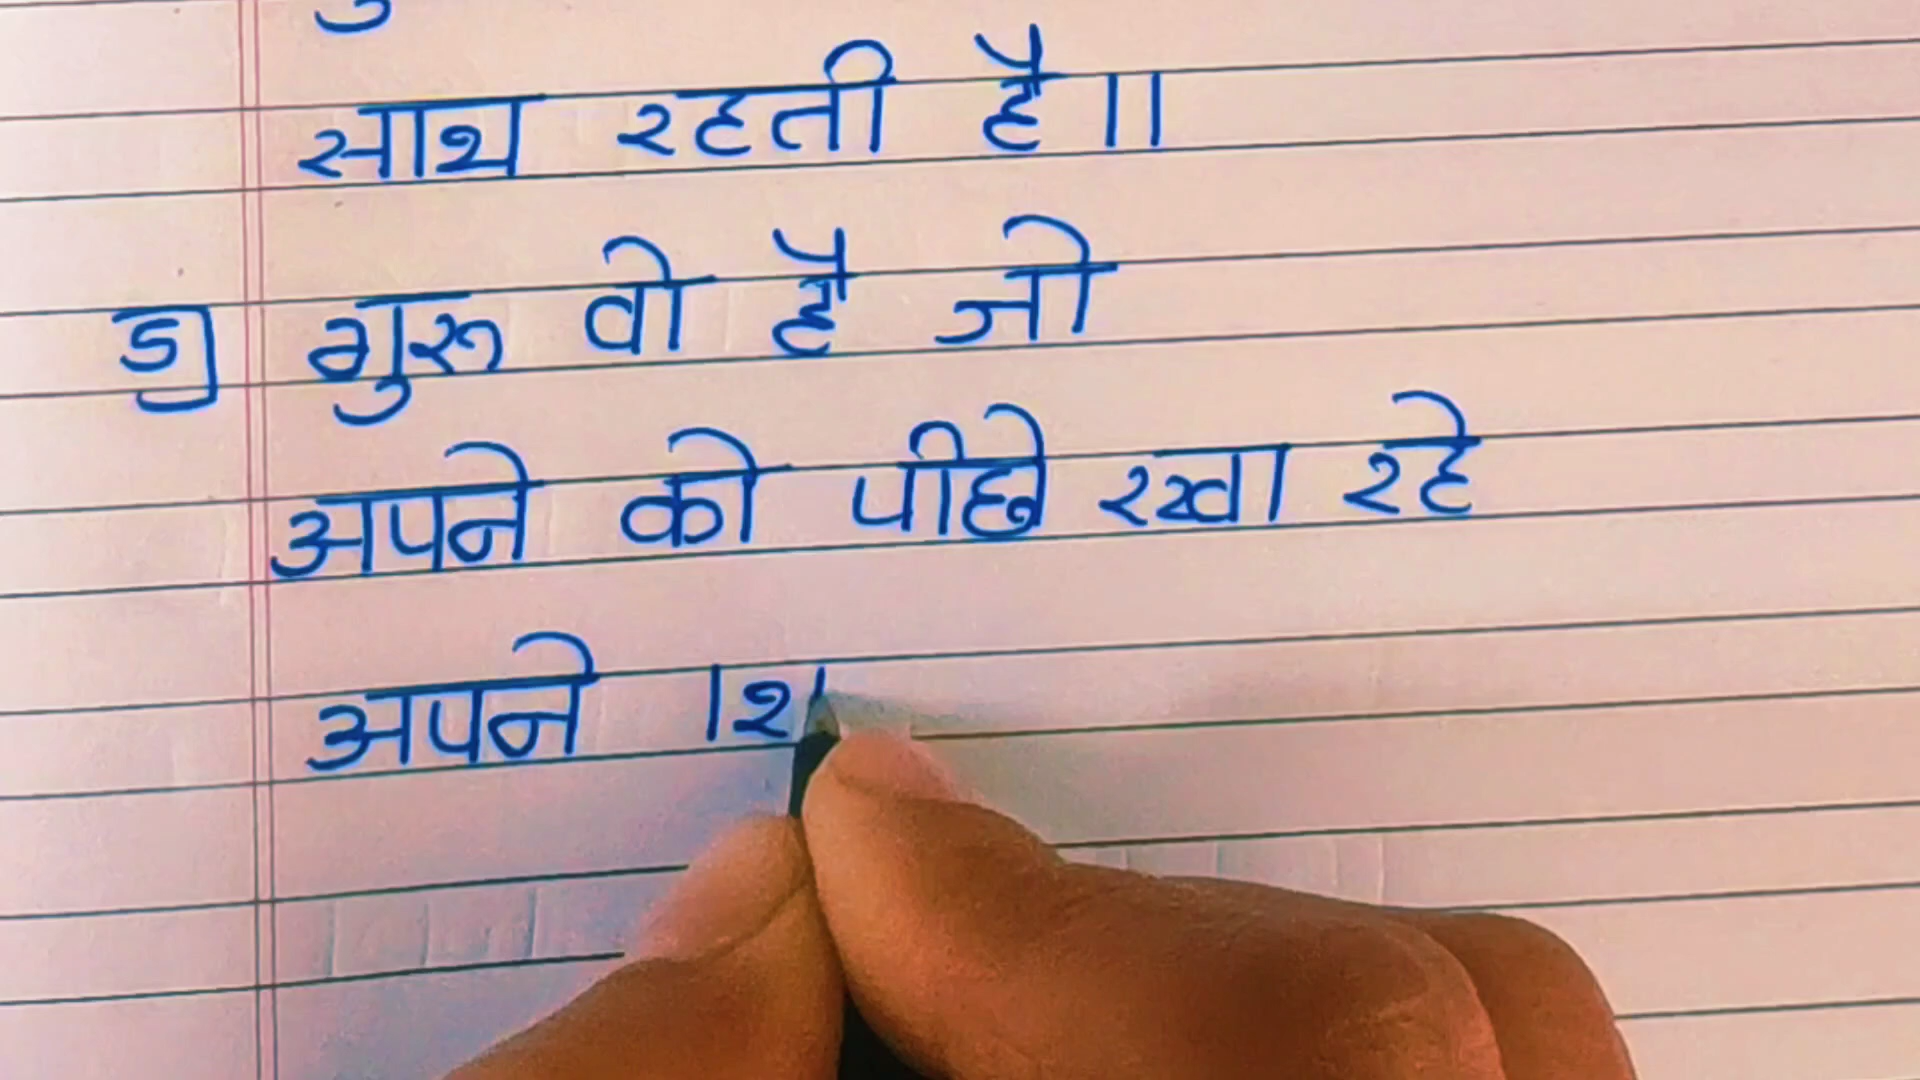 साथ रहती है।।
5) गुरू वो है जो
अपने को पीछे रखा रहे
अपने